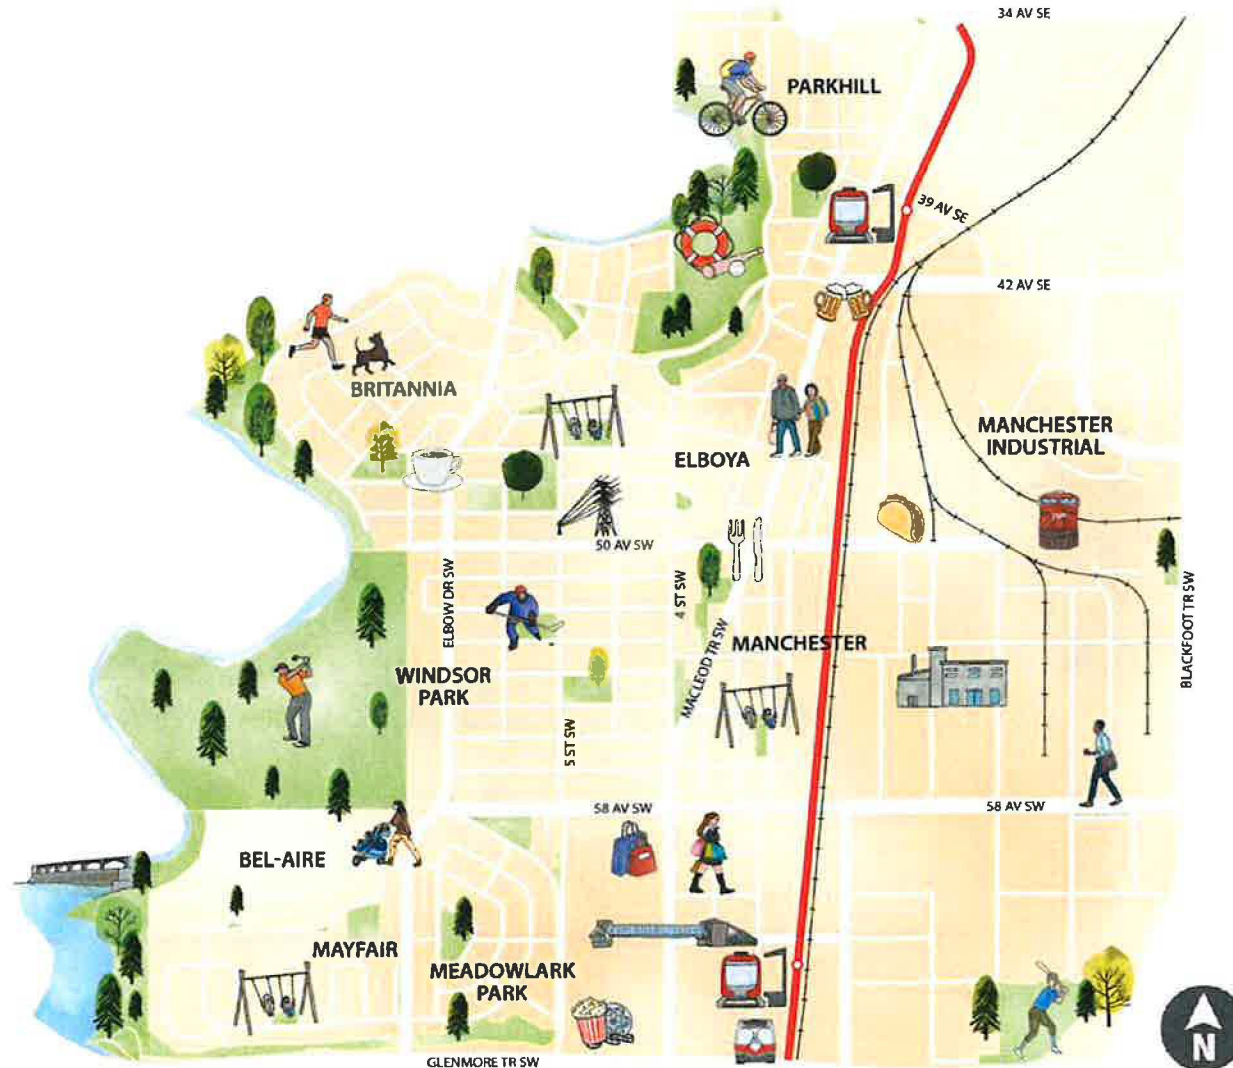 34 AV SE
PARKHILL
39 AV SE
42 AV SE
BRITANNIA
MANCHESTER
INDUSTRIAL
ELBOYA
50 AV SW
ELBOW DR SW
4 ST SW
MACLEOD TR SW
BLACKFOOT TR SW
MANCHESTER
WINDSOR
PARK
5 ST SW
58 AV SW
58 AV SW
BEL-AIRE
MAYFAIR
MEADOWLARK
PARK
GLENMORE TR SW
N